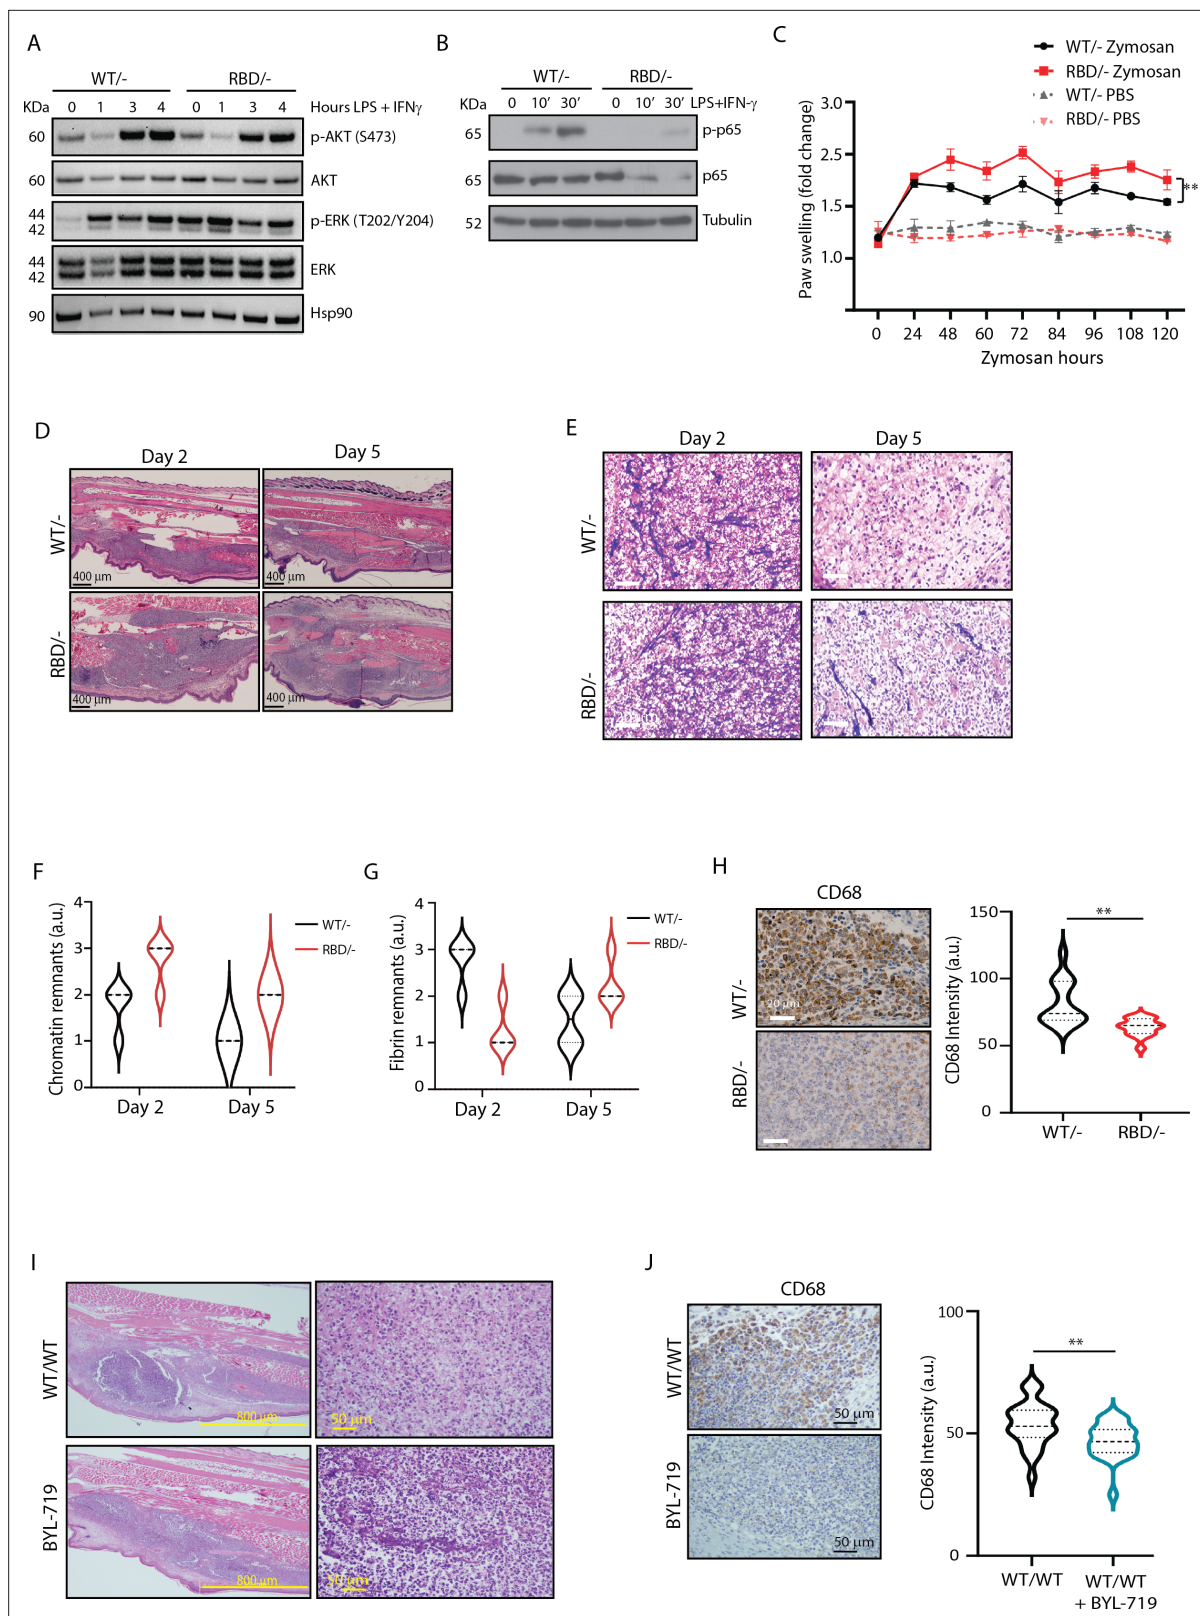 A
WT/- RBD/-
KDa 0 1 3 4 0 1 3 4 Hours LPS + IFNγ
60 p-AKT (S473)
60 AKT
44
42 p-ERK (T202/Y204)
44
42 ERK
90 Hsp90
B
WT/- RBD/-
KDa 0 10’ 30’ 0 10’ 30’ LPS+IFN-γ
65 p-p65
65 p65
52 Tubulin
C
WT/- Zymosan
RBD/- Zymosan
WT/- PBS
RBD/- PBS
Paw swelling (fold change)
3.0
2.5
1.5
1.0
**
0 24 48 60 72 84 96 108 120
Zymosan hours
D
Day 2 Day 5
WT/-
400 µm 400 µm
RBD/-
400 µm 400 µm
E
Day 2 Day 5
WT/-
RBD/-
F
Chromatin remnants (a.u.)
4
3
2
1
0
Day 2 Day 5
WT/-
RBD/-
G
Fibrin remnants (a.u.)
4
3
2
1
0
Day 2 Day 5
WT/-
RBD/-
H
CD68
WT/-
20 µm
RBD/-
CD68 Intensity (a.u.)
150
100
50
0
**
WT/- RBD/-
I
WT/WT
800 µm 50 µm
BYL-719
800 µm 50 µm
J
CD68
WT/WT
50 µm
BYL-719
50 µm
CD68 Intensity (a.u.)
100
50
0
**
WT/WT WT/WT
+ BYL-719